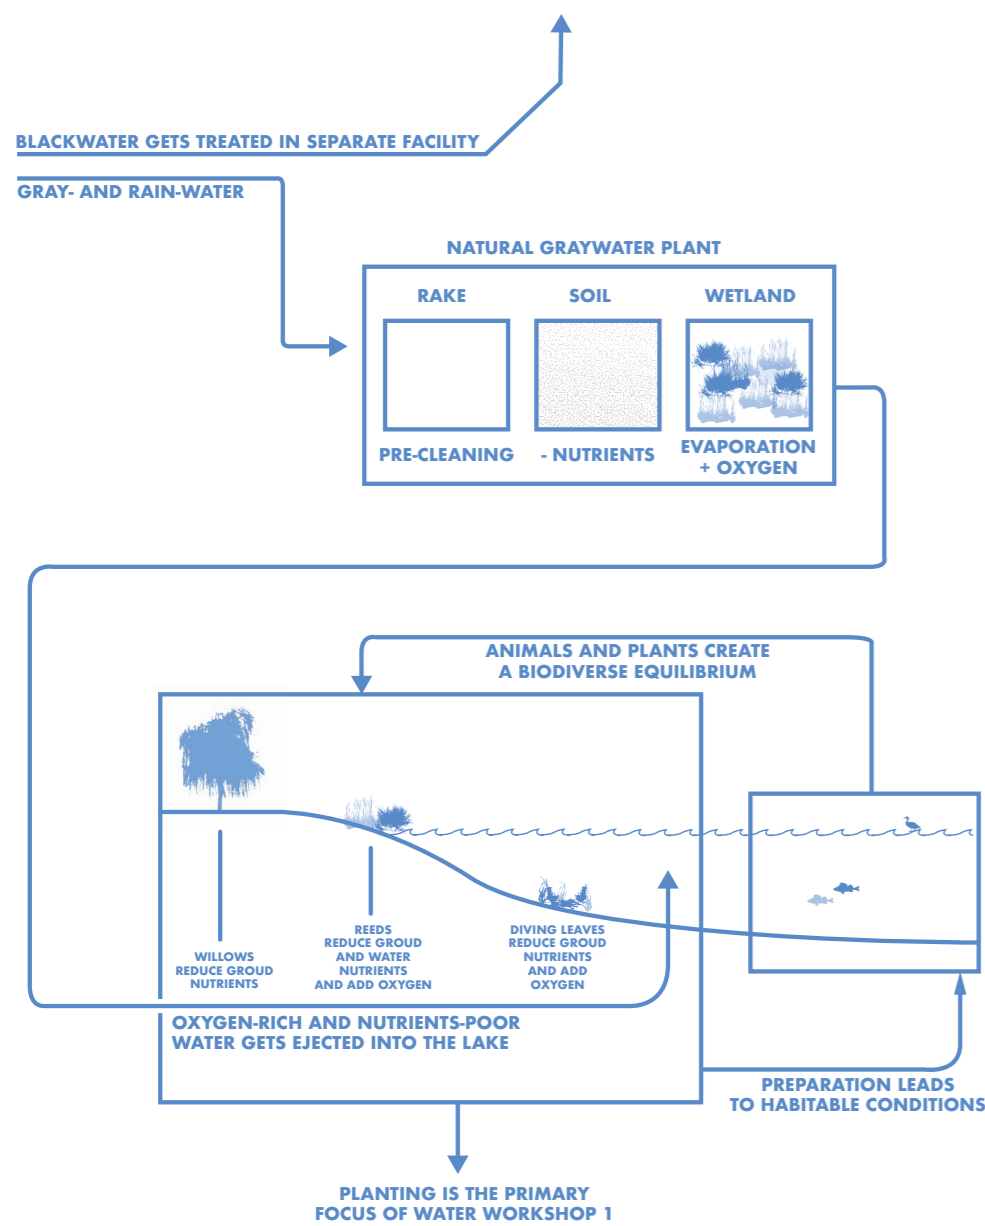 BLACKWATER GETS TREATED IN SEPARATE FACILITY
GRAY- AND RAIN-WATER
NATURAL GRAYWATER PLANT
RAKE
SOIL
WETLAND
PRE-CLEANING
- NUTRIENTS
EVAPORATION
+ OXYGEN
ANIMALS AND PLANTS CREATE
A BIODIVERSE EQUILIBRIUM
WILLOWS
REDUCE GROUD
NUTRIENTS
REEDS
REDUCE GROUD
AND WATER
NUTRIENTS
AND ADD OXYGEN
DIVING LEAVES
REDUCE GROUD
NUTRIENTS
AND ADD
OXYGEN
OXYGEN-RICH AND NUTRIENTS-POOR
WATER GETS EJECTED INTO THE LAKE
PREPARATION LEADS
TO HABITABLE CONDITIONS
PLANTING IS THE PRIMARY
FOCUS OF WATER WORKSHOP 1